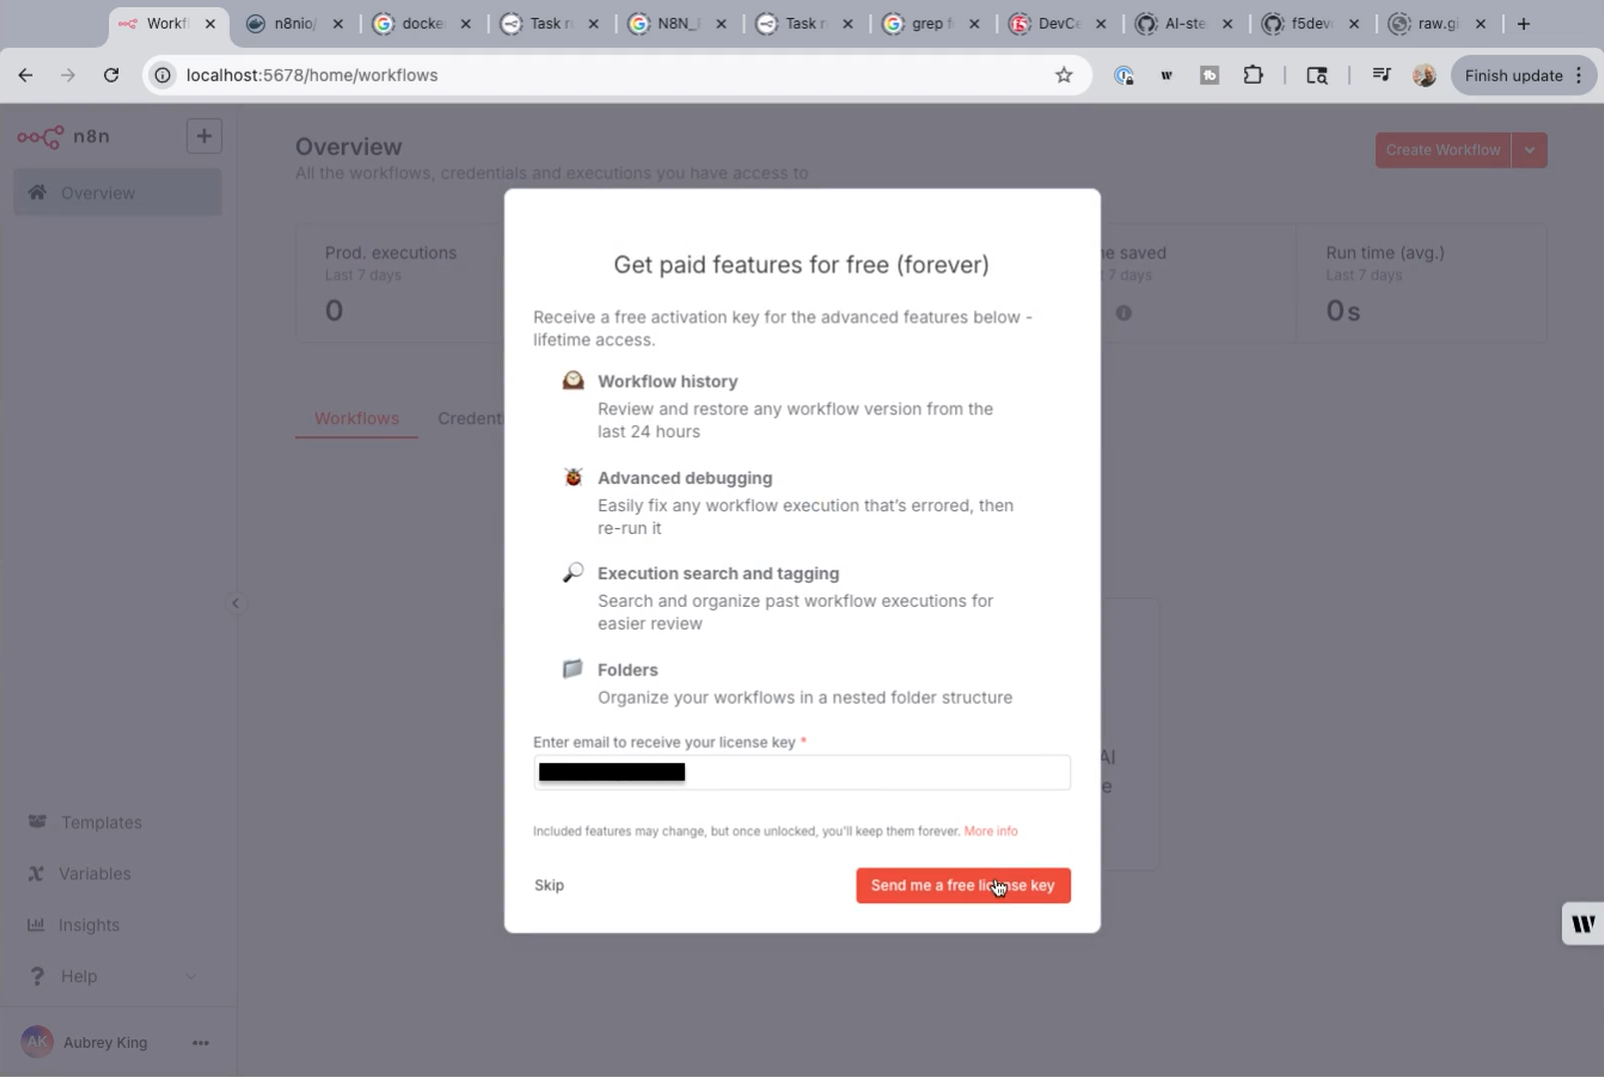 Workfl
n8nio/
docke
Task r
N8N_
Task r
grep f
DevCe
AI-ste
f5dev
raw.gi
localhost:5678/home/workflows
Finish update
n8n
Overview
Create Workflow
All the workflows, credentials and executions you have access to
Overview
Prod. executions
Last 7 days
0
ne saved
t 7 days
Run time (avg.)
Last 7 days
0s
Workflows
Credent
Get paid features for free (forever)
Receive a free activation key for the advanced features below -
lifetime access.
Workflow history
Review and restore any workflow version from the
last 24 hours
Advanced debugging
Easily fix any workflow execution that's errored, then
re-run it
Execution search and tagging
Search and organize past workflow executions for
easier review
Folders
Organize your workflows in a nested folder structure
Enter email to receive your license key *
AI
e
Included features may change, but once unlocked, you'll keep them forever. More info
Skip
Send me a free license key
Templates
Variables
Insights
Help
AK
Aubrey King
W